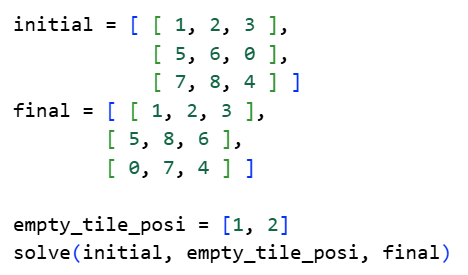 initial = [ [ 1, 2, 3 ],
            [ 5, 6, 0 ],
            [ 7, 8, 4 ] ]
final = [ [ 1, 2, 3 ],
        [ 5, 8, 6 ],
        [ 0, 7, 4 ] ]

empty_tile_posi = [1, 2]
solve(initial, empty_tile_posi, final)